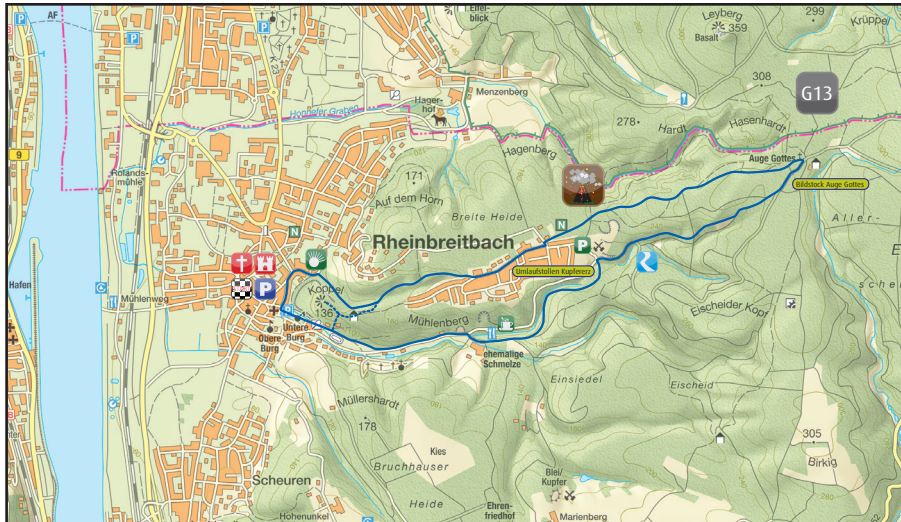 AF
K 23
Eifel-
blick
Leyberg
Basalt 359
299
Krüppel
308
G13
Menzenberg
Honnefer Graben
Hager-
hof
278
Hardt
Hasenhardt
Hagenberg
Auge Gottes
Bildstock Auge Gottes
9
Rolands-
mühle
171
Auf dem Horn
Breite Heide
Aller-
Rheinbreitbach
N
N
P
Umlaufstollen Kupfererz
Hafen
Mühlenweg
P
Koppel
136
Mühlenberg
Eischeider Kopf
Untere
Burg
Obere
Burg
ehemalige
Schmelze
140
Einsiedel
Eischeid
Müllershardt
178
Kies
305
Birkig
Bruchhauser
Heide
Scheuren
Blei/
Kupfer
Ehren-
friedhof
Marienberg
Hohenunkel